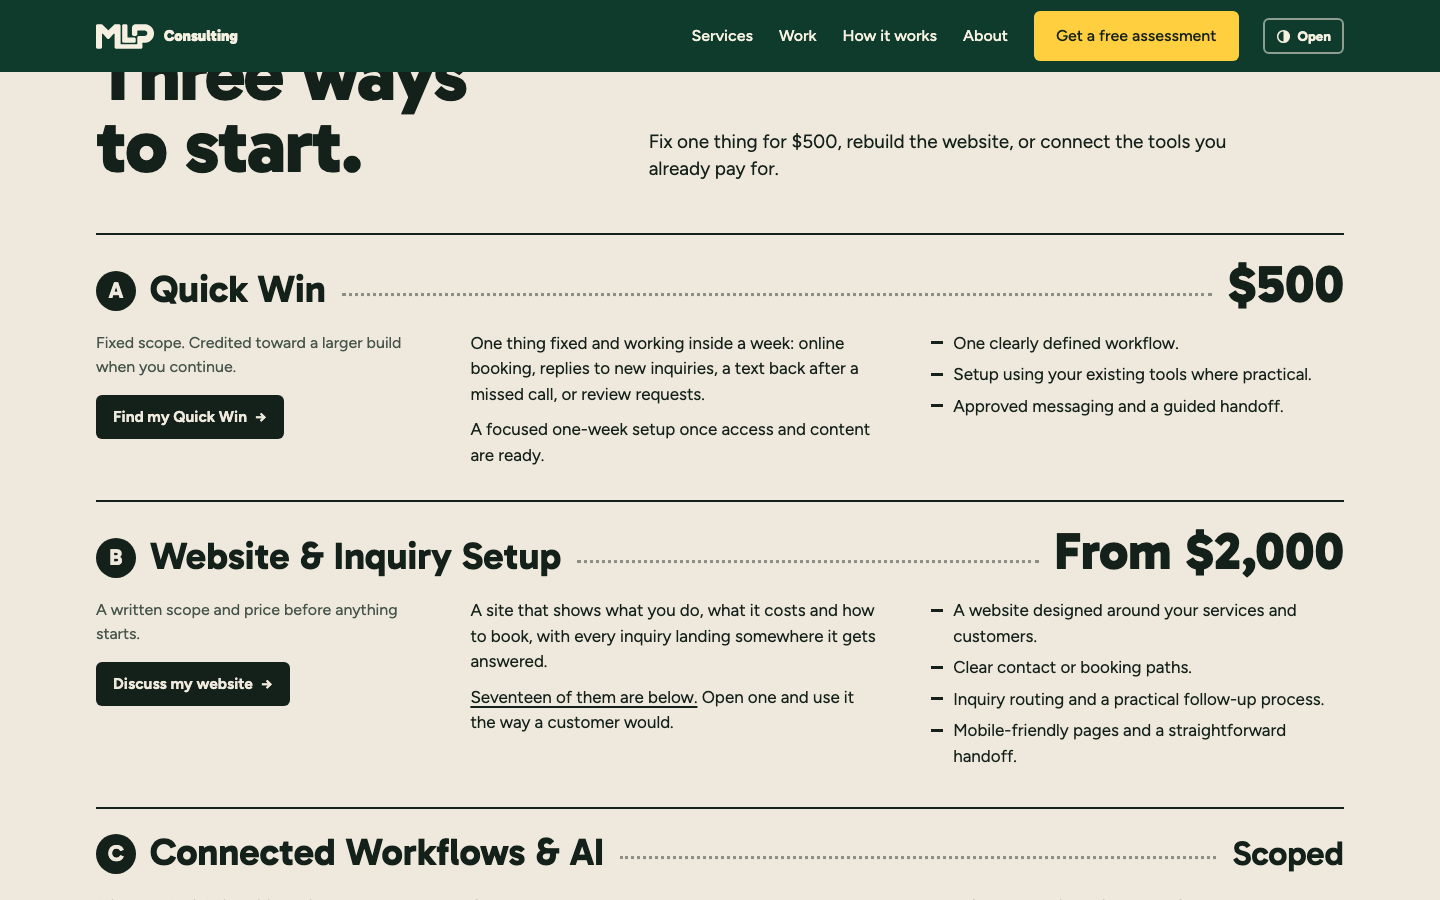 MLP Consulting
Services
Work
How it works
About
Get a free assessment
Open
Three ways
to start.
Fix one thing for $500, rebuild the website, or connect the tools you
already pay for.
A Quick Win
$500
Fixed scope. Credited toward a larger build
when you continue.
Find my Quick Win →
One thing fixed and working inside a week: online
booking, replies to new inquiries, a text back after a
missed call, or review requests.
A focused one-week setup once access and content
are ready.
One clearly defined workflow.
Setup using your existing tools where practical.
Approved messaging and a guided handoff.
B Website & Inquiry Setup
From $2,000
A written scope and price before anything
starts.
Discuss my website →
A site that shows what you do, what it costs and how
to book, with every inquiry landing somewhere it gets
answered.
Seventeen of them are below. Open one and use it
the way a customer would.
A website designed around your services and
customers.
Clear contact or booking paths.
Inquiry routing and a practical follow-up process.
Mobile-friendly pages and a straightforward
handoff.
C Connected Workflows & AI
Scoped